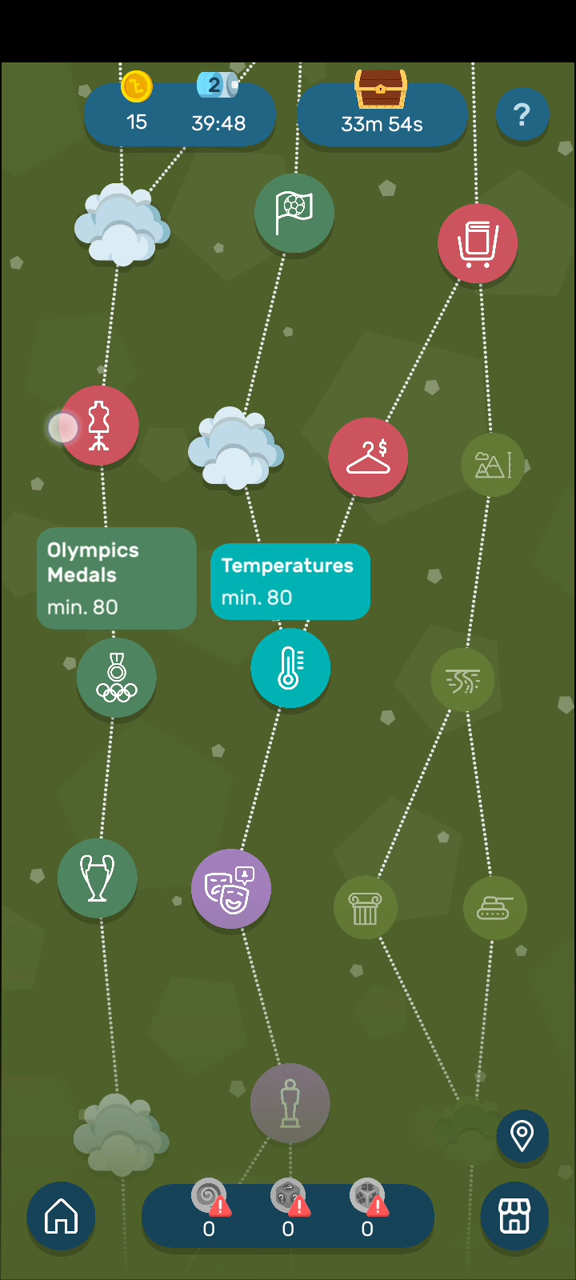 2
15
39:48
33m 54s
?
$
Olympics
Medals
min. 80
Temperatures
min. 80
0
0
0